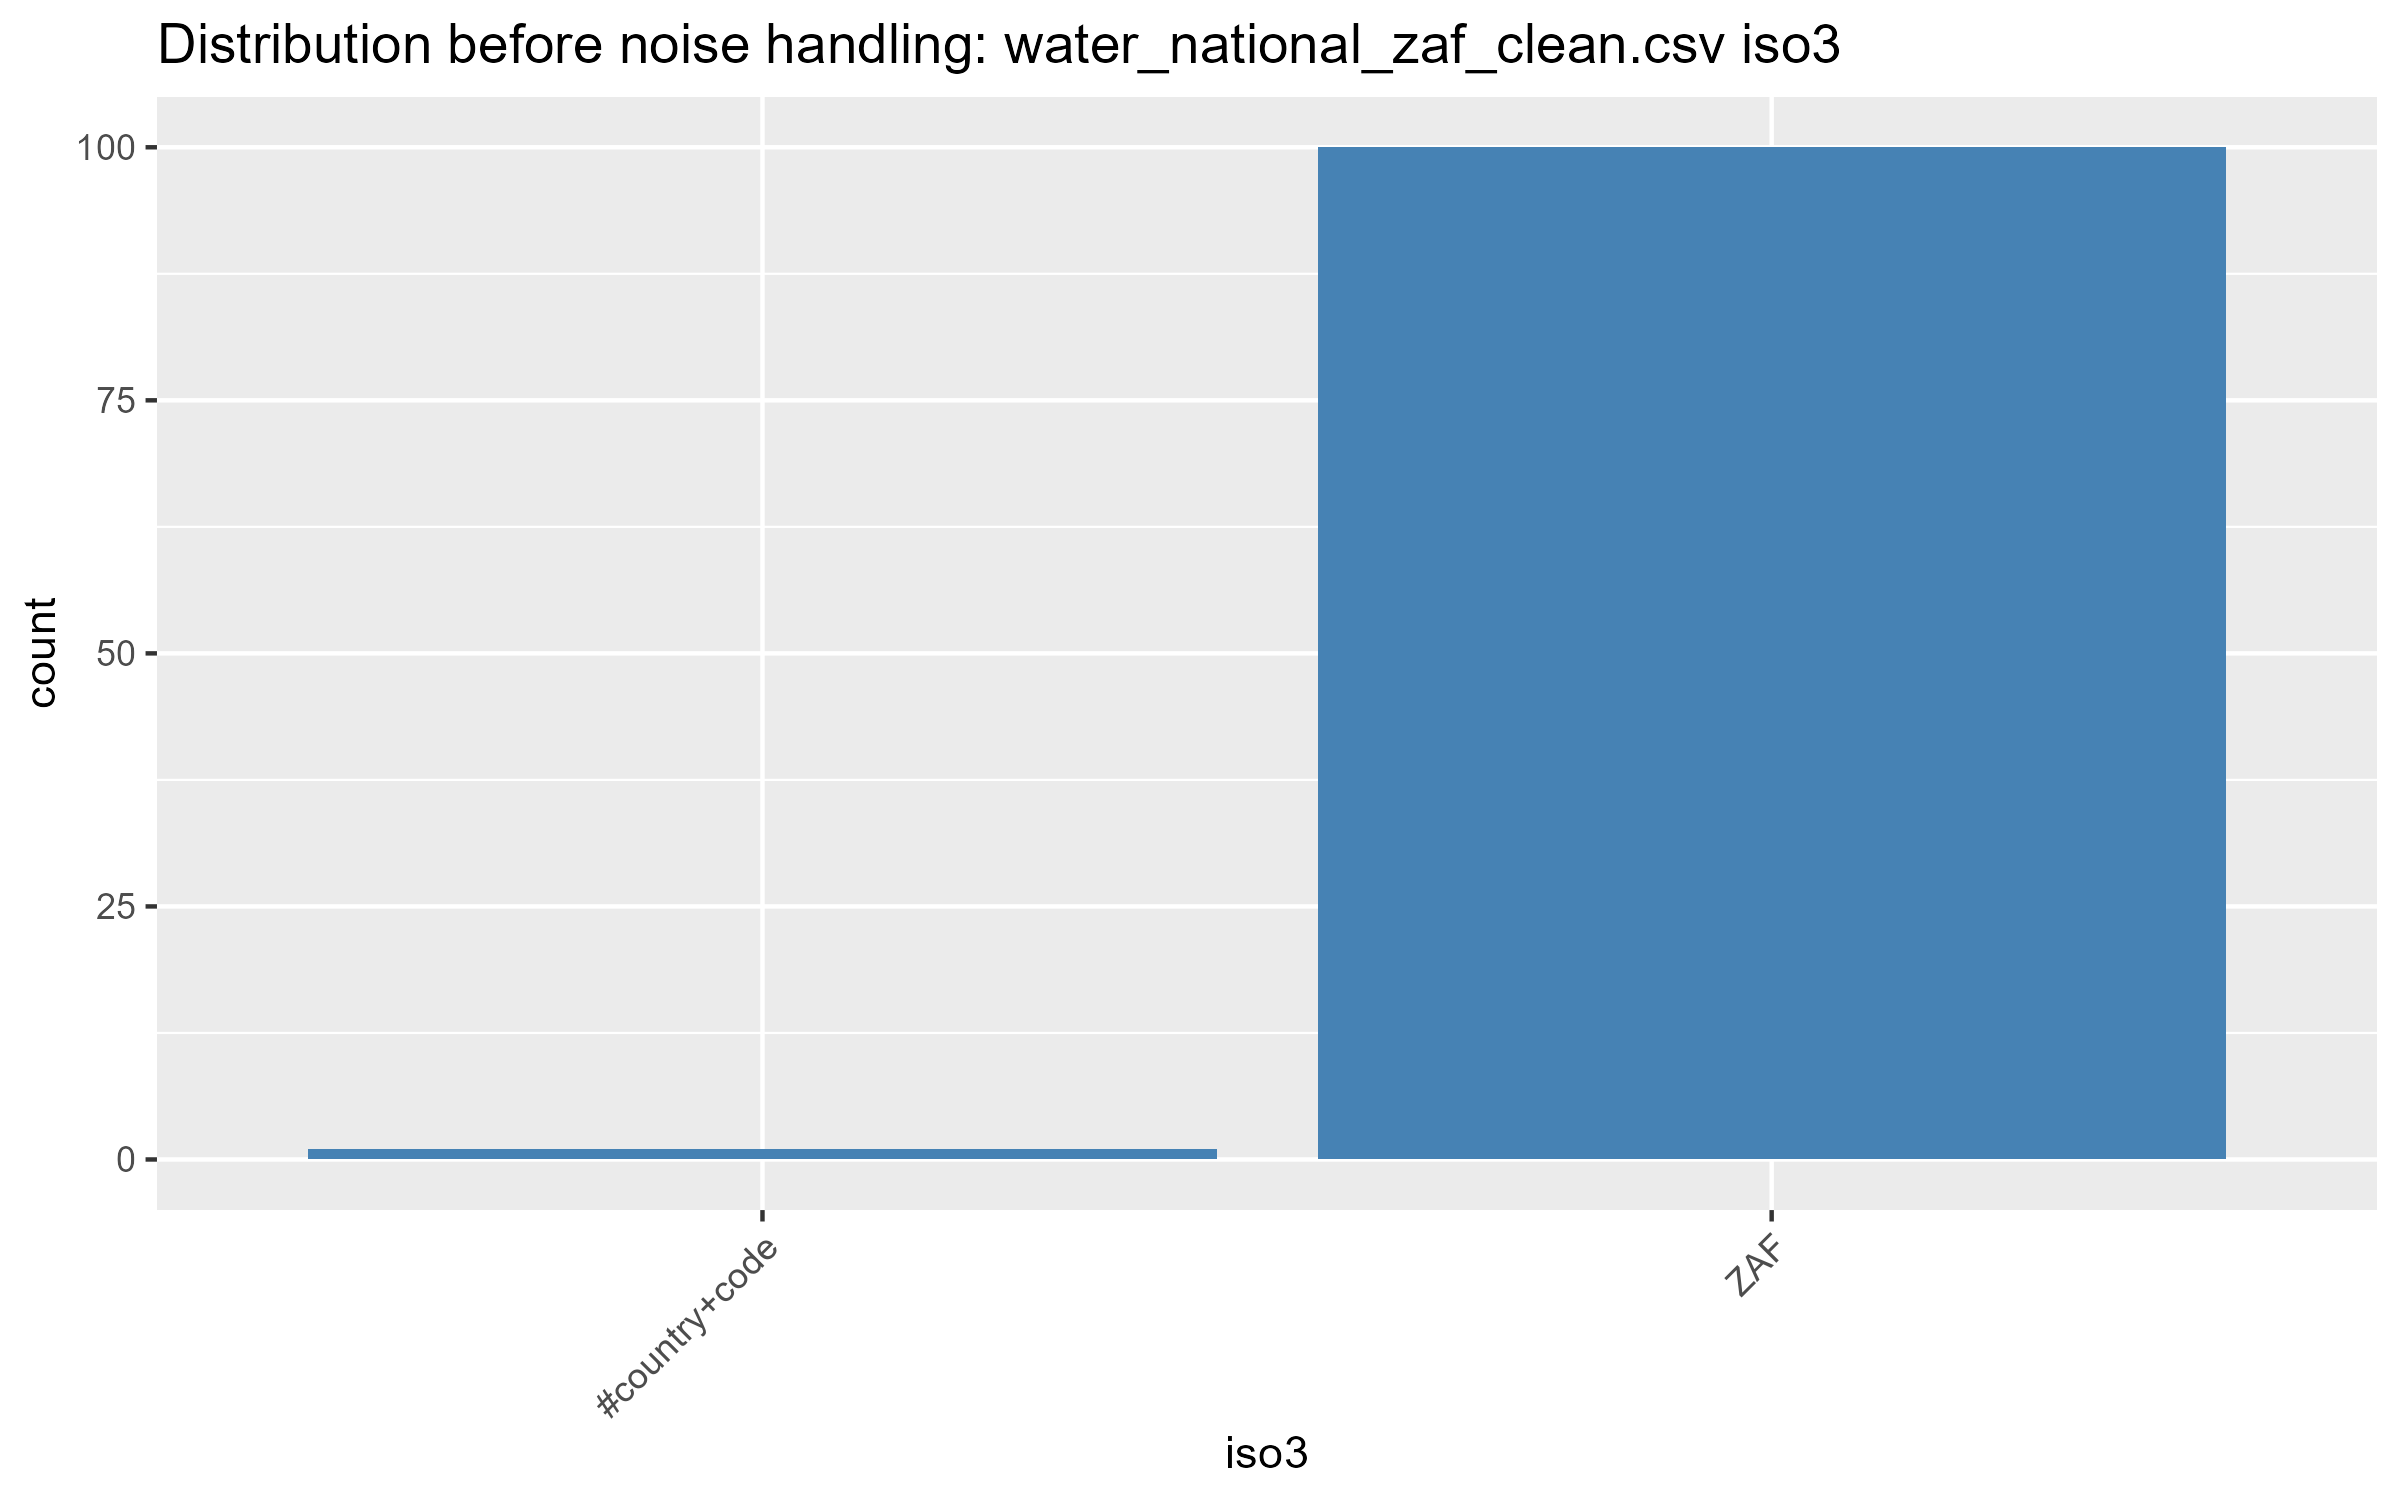 Distribution before noise handling: water_national_zaf_clean.csv iso3
100
75
50
25
0
count
#country+code
ZAF
iso3